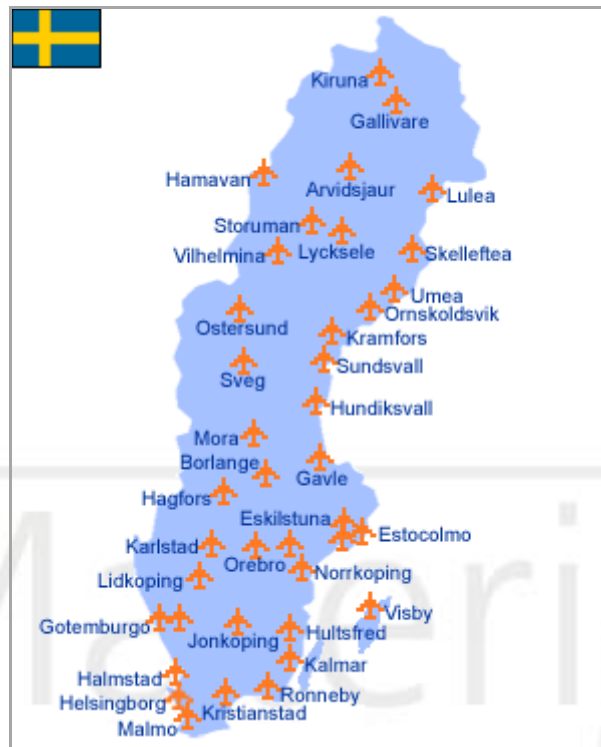 Kiruna
Gallivare
Hamavan
Arvidsjaur
Lulea
Storuman
Lycksele
Vilhelmina
Skelleftea
Umea
Ornskoldsvik
Ostersund
Kramfors
Sundsvall
Sveg
Hundiksvall
Mora
Borlange
Gavle
Hagfors
Eskilstuna
Estocolmo
Karlstad
Orebro
Norrkoping
Lidkoping
Visby
Gotemburgo
Jonkoping
Hultsfred
Kalmar
Halmstad
Ronneby
Helsingborg
Kristianstad
Malmo